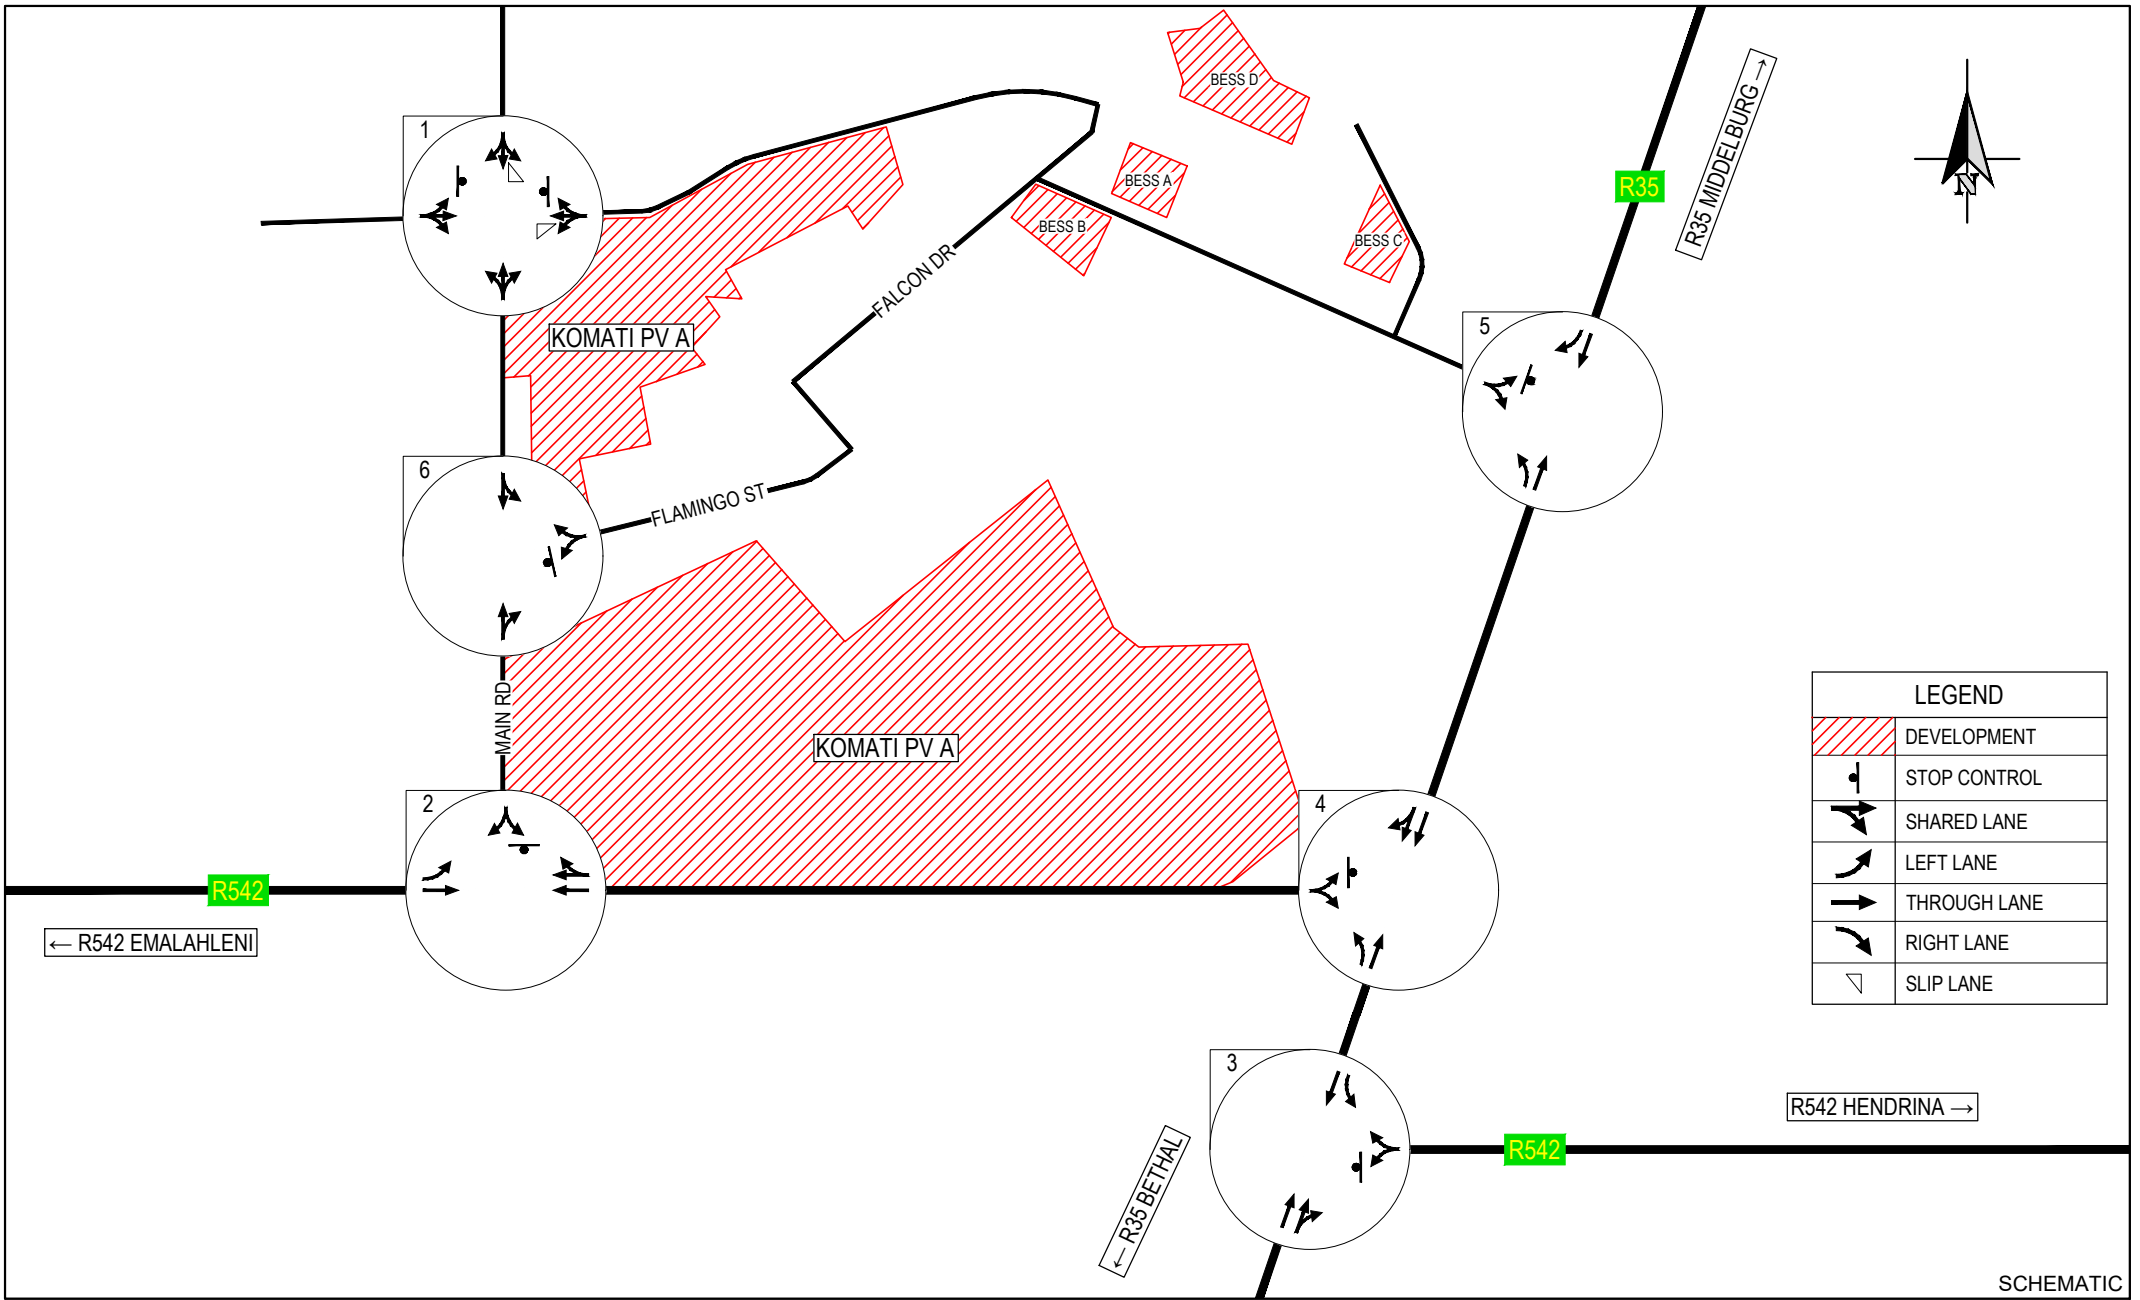 BESS D
R35 MIDDELBURG →
1
BESS A
N
R35
BESS B
BESS C
FALCON DR
KOMATI PV A
5
6
FLAMINGO ST
MAIN RD
KOMATI PV A
LEGEND
DEVELOPMENT
STOP CONTROL
SHARED LANE
LEFT LANE
THROUGH LANE
RIGHT LANE
SLIP LANE
2
4
R542
← R542 EMALAHLENI
3
R542 HENDRINA →
R542
← R35 BETHAL
SCHEMATIC